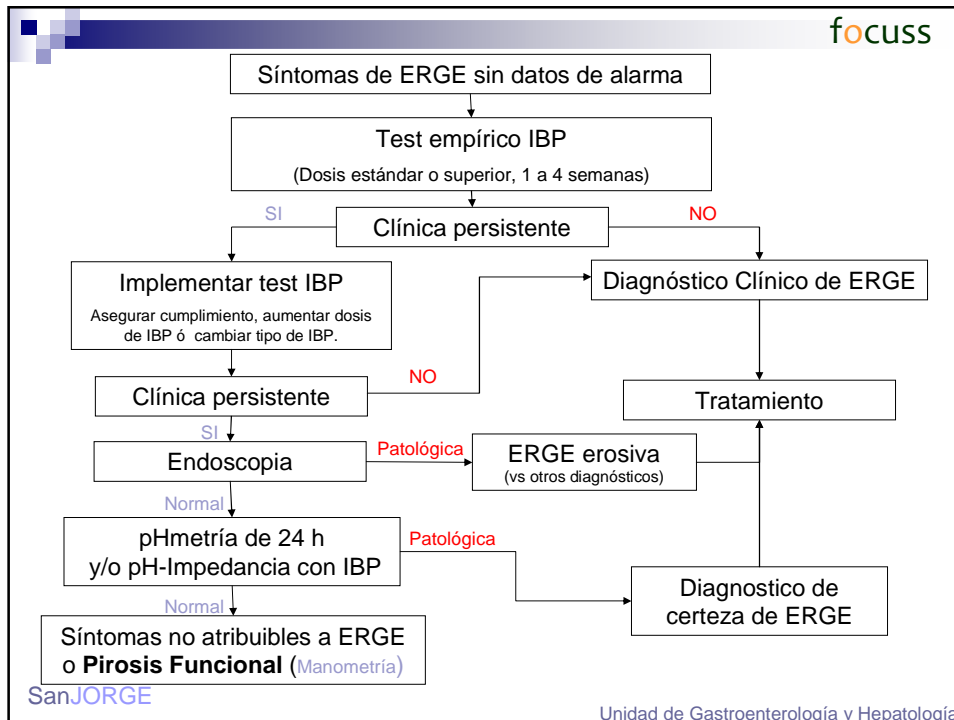 focuss
Síntomas de ERGE sin datos de alarma
Test empírico IBP
(Dosis estándar o superior, 1 a 4 semanas)
SI
Clínica persistente
NO
Implementar test IBP
Asegurar cumplimiento, aumentar dosis
de IBP ó cambiar tipo de IBP.
Diagnóstico Clínico de ERGE
NO
Clínica persistente
Tratamiento
SI
Endoscopia
Patológica
ERGE erosiva
(vs otros diagnósticos)
Normal
pHmetría de 24 h
y/o pH-Impedancia con IBP
Patológica
Diagnostico de
certeza de ERGE
Normal
Síntomas no atribuibles a ERGE
o Pirosis Funcional (Manometría)
SanJORGE
Unidad de Gastroenterología y Hepatología